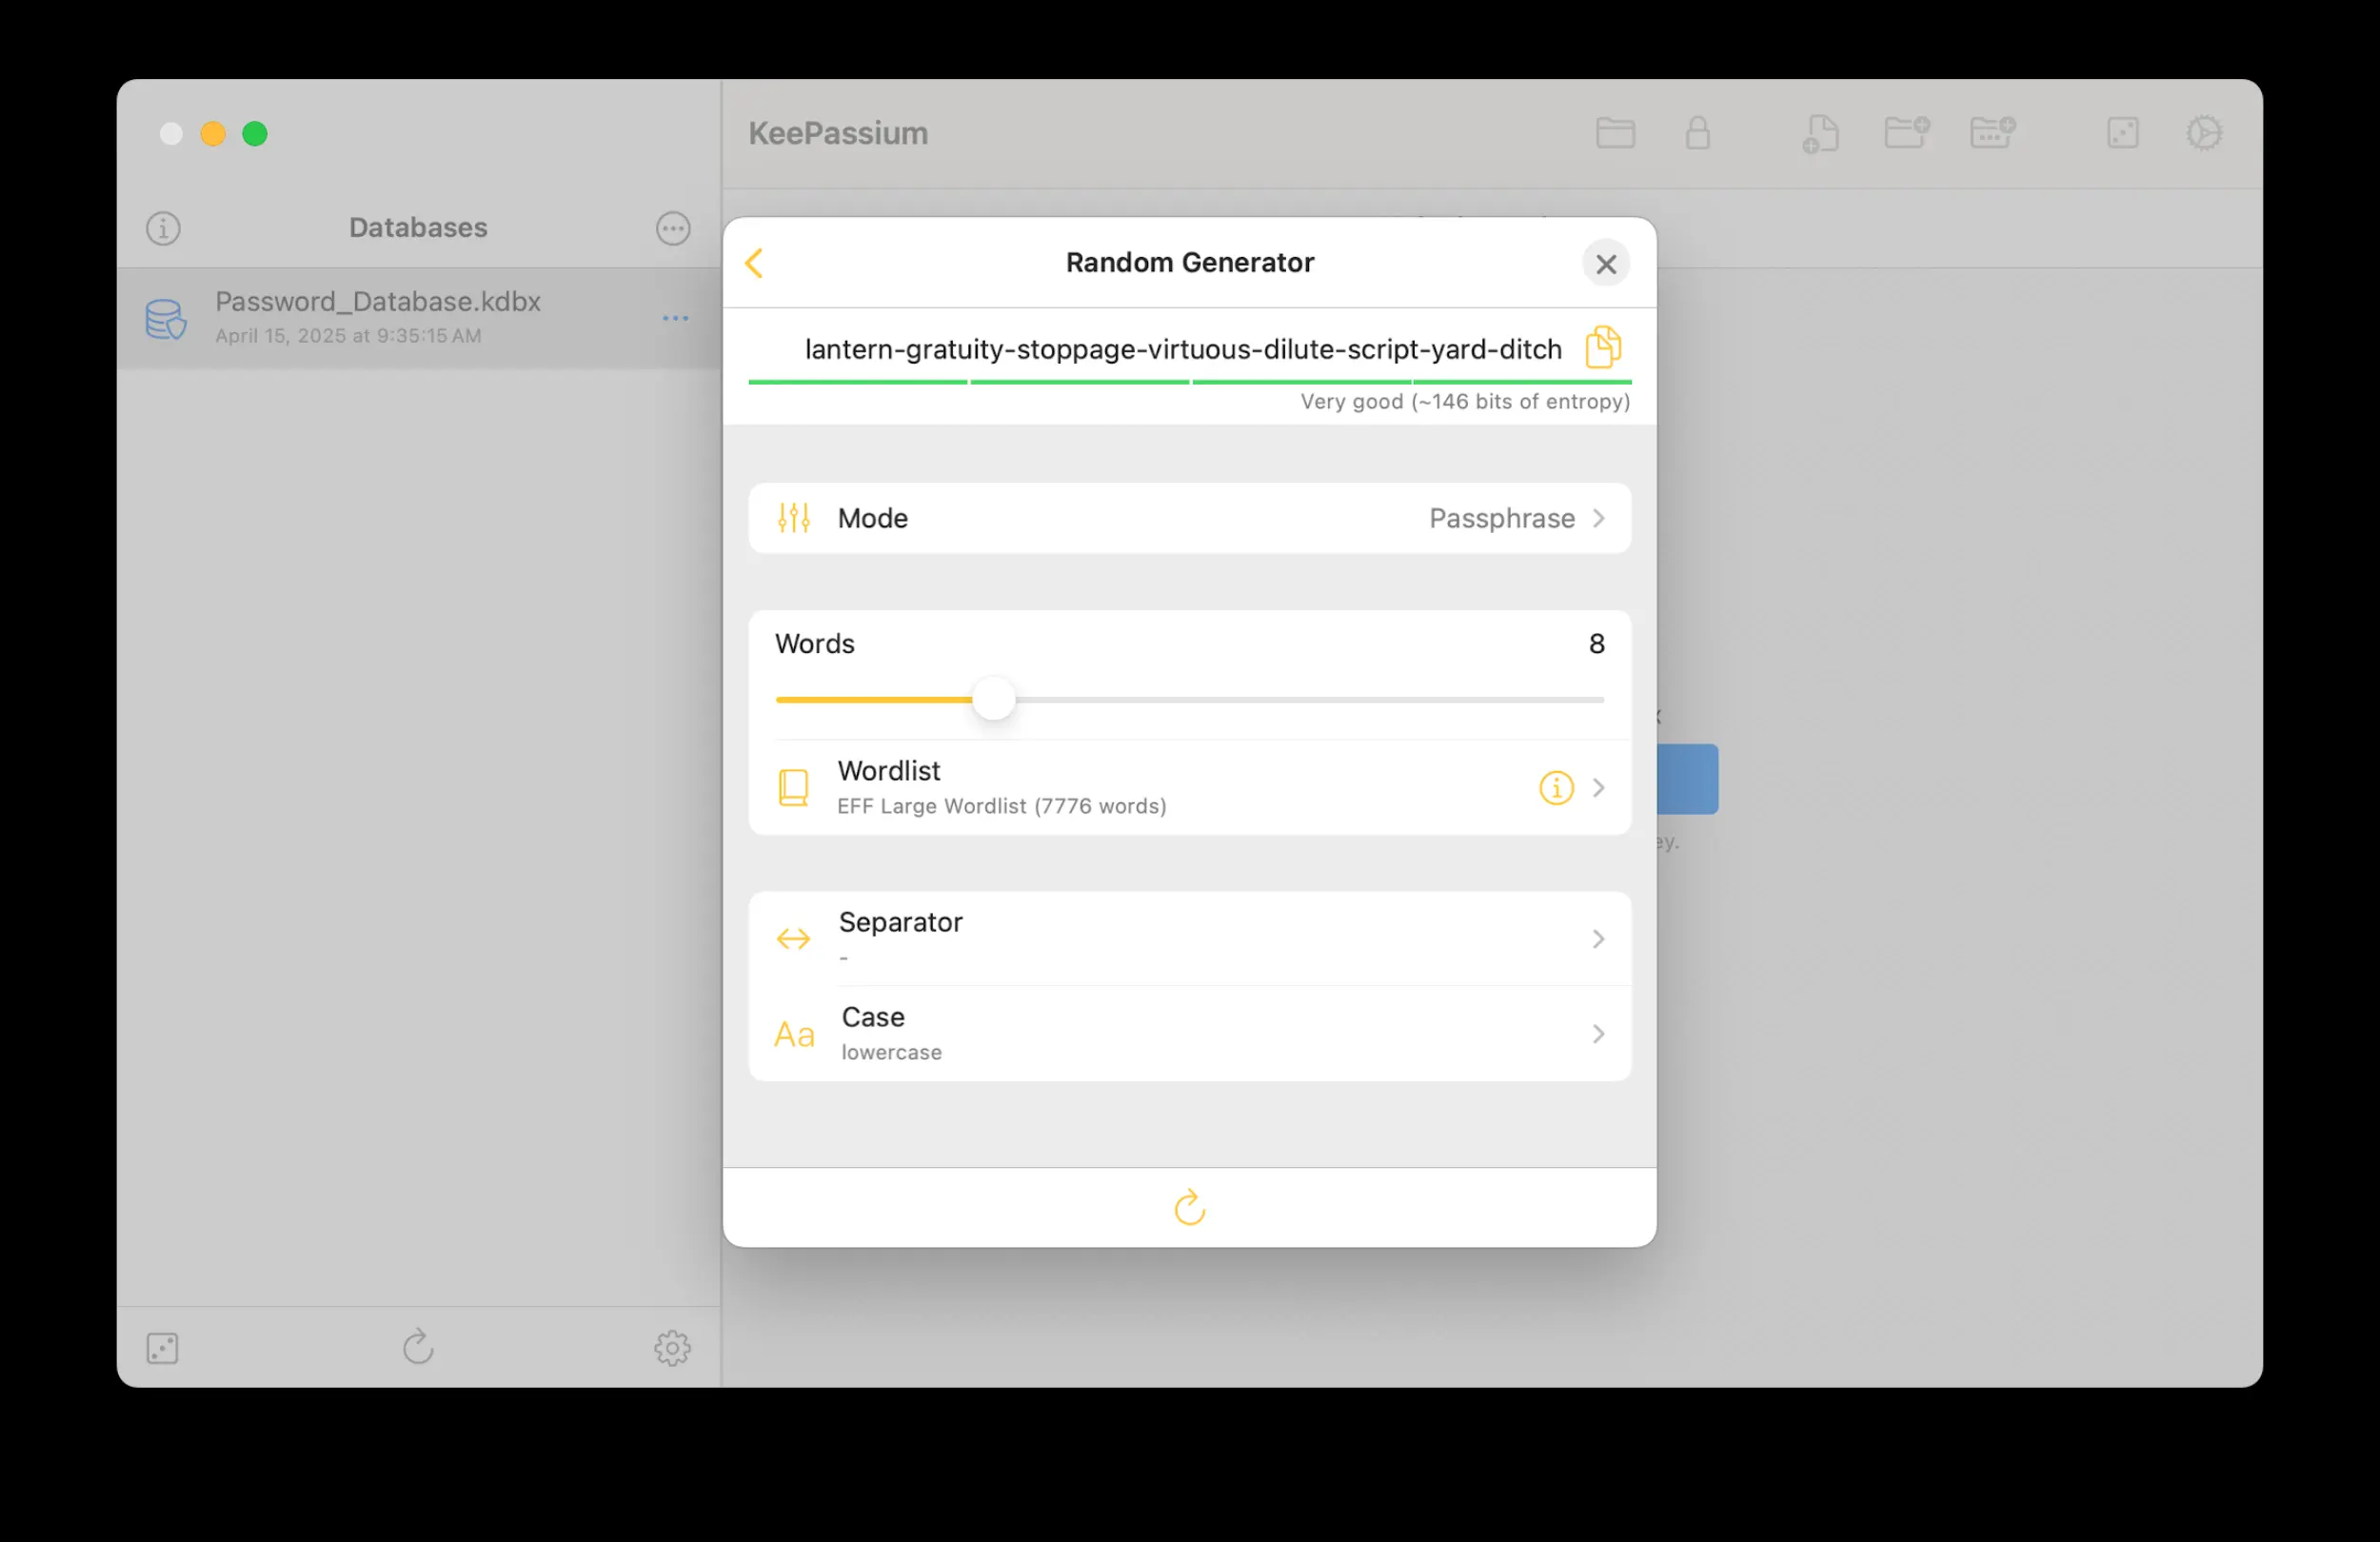 KeePassium
Databases
Password_Database.kdbx
April 15, 2025 at 9:35:15 AM
Random Generator
lantern-gratuity-stoppage-virtuous-dilute-script-yard-ditch
Very good (~146 bits of entropy)
Mode
Passphrase
Words
8
Wordlist
EFF Large Wordlist (7776 words)
Separator
-
Aa
Case
lowercase